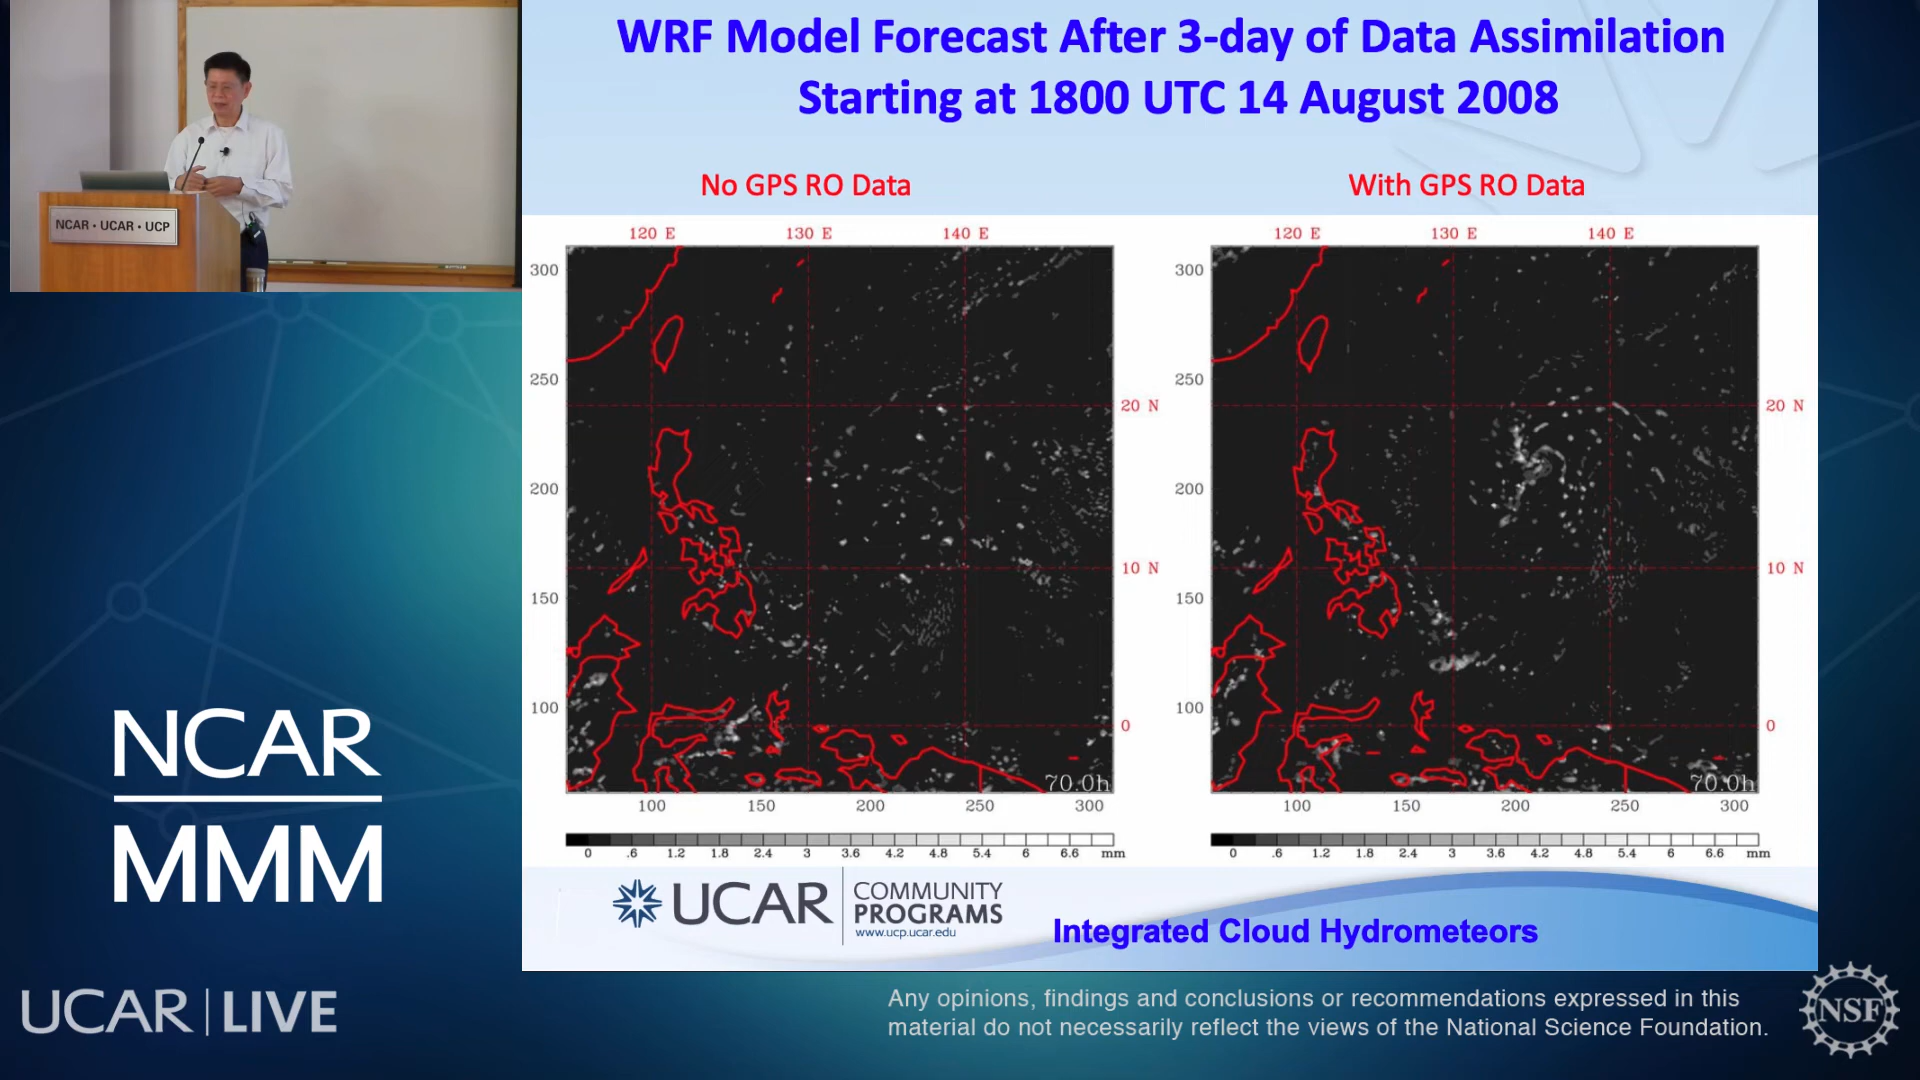 WRF Model Forecast After 3-day of Data Assimilation
Starting at 1800 UTC 14 August 2008
No GPS RO Data
With GPS RO Data
NCAR • UCAR • UCP
120 E 130 E 140 E
300
250
200
150
100
20 N
10 N
0
70.0h
100 150 200 250 300
0 .6 1.2 1.8 2.4 3 3.6 4.2 4.8 5.4 6 6.6 mm
120 E 130 E 140 E
300
250
200
150
100
20 N
10 N
0
70.0h
100 150 200 250 300
0 .6 1.2 1.8 2.4 3 3.6 4.2 4.8 5.4 6 6.6 mm
NCAR
MMM
UCAR
COMMUNITY
PROGRAMS
www.ucp.ucar.edu
Integrated Cloud Hydrometeors
UCAR | LIVE
Any opinions, findings and conclusions or recommendations expressed in this
material do not necessarily reflect the views of the National Science Foundation.
NSF